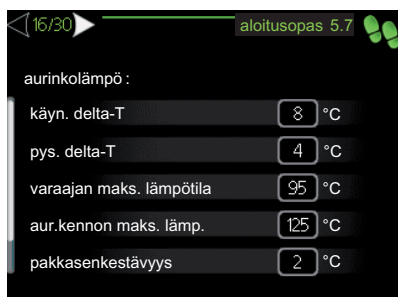 16/30
aloitusopas 5.7
aurinkolämpö :
käyn. delta-T 8 °C
pys. delta-T 4 °C
varaajan maks. lämpötila 95 °C
aur.kennon maks. lämp. 125 °C
pakkasenkestävyys 2 °C